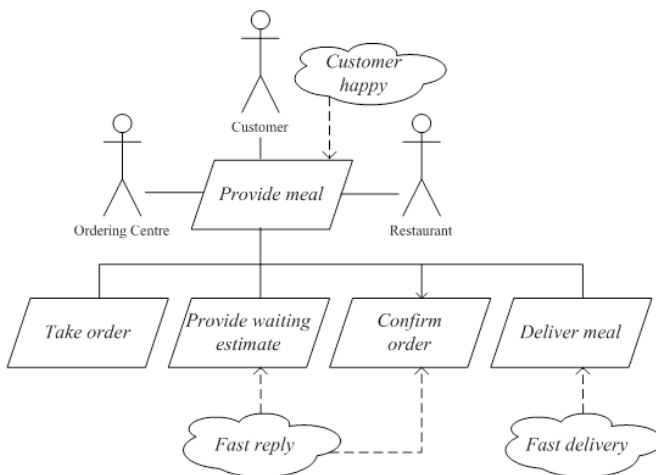 Customer
happy
Customer
Provide meal
Ordering Centre
Restaurant
Take order
Provide waiting
estimate
Confirm
order
Deliver meal
Fast reply
Fast delivery